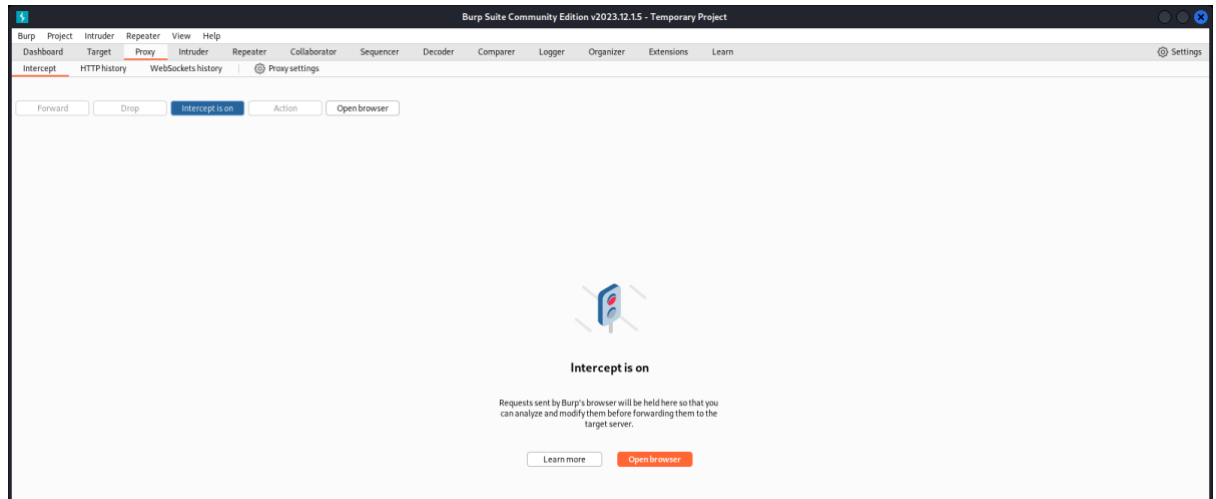 Burp Suite Community Edition v2023.12.1.5 - Temporary Project
Burp Project Intruder Repeater View Help
Dashboard Target Proxy Intruder Repeater Collaborator Sequencer Decoder Comparer Logger Organizer Extensions Learn Settings
Intercept HTTP history WebSockets history Proxy settings
Forward Drop Intercept is on Action Open browser
Intercept is on
Requests sent by Burp's browser will be held here so that you
can analyze and modify them before forwarding them to the
target server.
Learn more Open browser